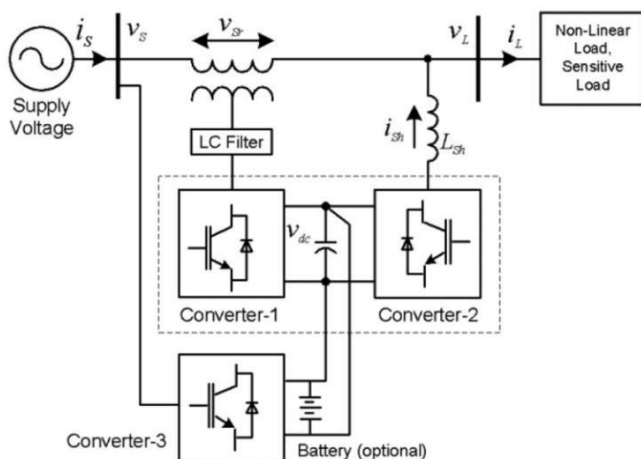 i_s
v_s
v_Sr
v_L
i_L
Non-Linear
Load,
Sensitive
Load
Supply
Voltage
LC Filter
i_Sh
L_Sh
v_dc
Converter-1
Converter-2
Converter-3
Battery (optional)